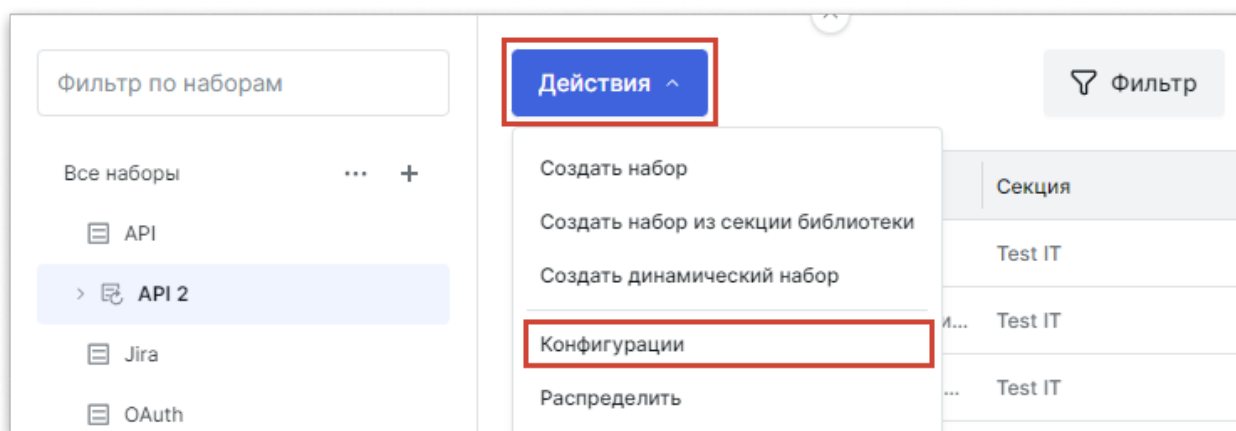 Фильтр по наборам
Действия
Фильтр
Все наборы
API
API 2
Jira
OAuth
Создать набор
Создать набор из секции библиотеки
Создать динамический набор
Конфигурации
Распределить
Секция
Test IT
и... Test IT
... Test IT